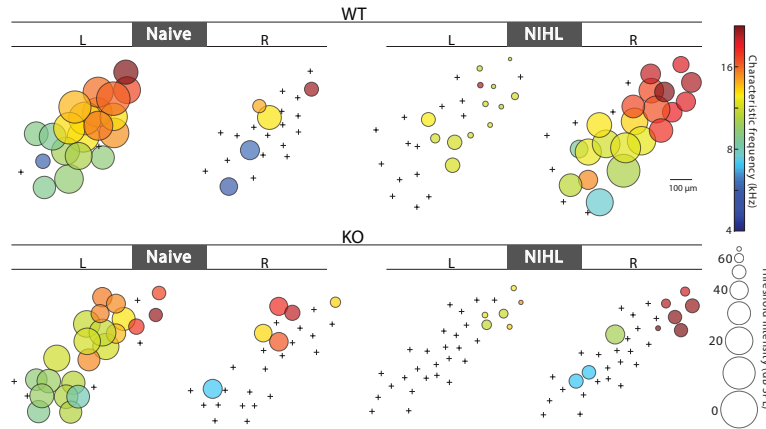 WT
Naive
NIHL
L
R
L
R
16
8
4
Characteristic frequency (kHz)
100 µm
KO
Naive
NIHL
L
R
L
R
60
40
20
0